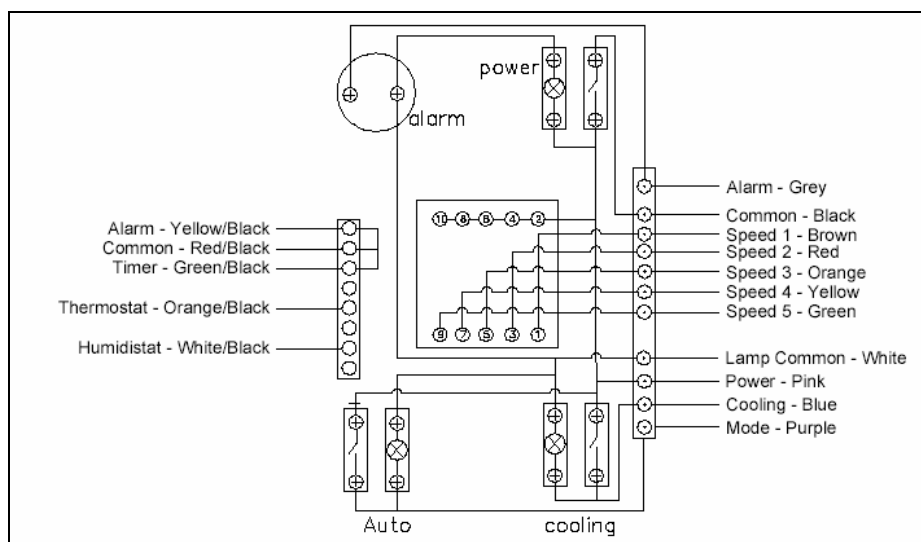 power
alarm
Alarm - Grey
Common - Black
Speed 1 - Brown
Speed 2 - Red
Speed 3 - Orange
Speed 4 - Yellow
Speed 5 - Green
Lamp Common - White
Power - Pink
Cooling - Blue
Mode - Purple
Alarm - Yellow/Black
Common - Red/Black
Timer - Green/Black
Thermostat - Orange/Black
Humidistat - White/Black
10 8 6 4 2
9 7 5 3 1
Auto
cooling